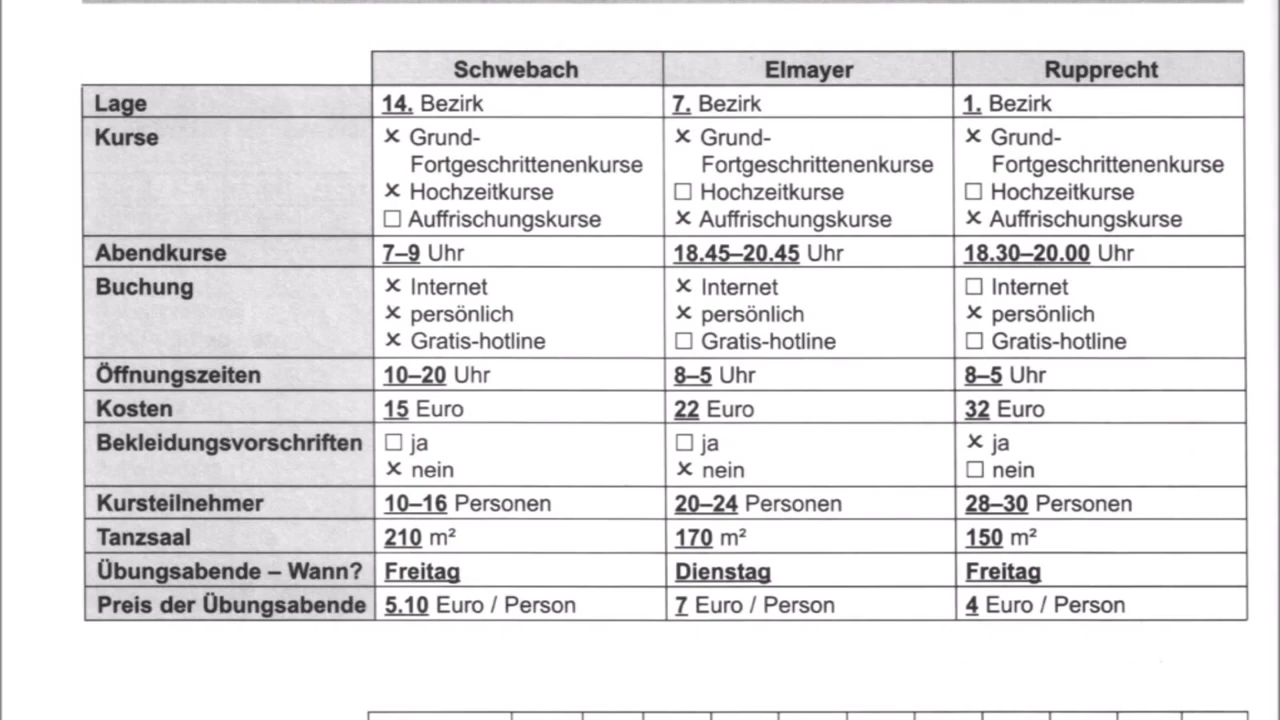 Schwebach Elmayer Rupprecht
Lage 14. Bezirk 7. Bezirk 1. Bezirk
Kurse × Grund- × Grund- × Grund-
Fortgeschrittenenkurse Fortgeschrittenenkurse Fortgeschrittenenkurse
× Hochzeitkurse ☐ Hochzeitkurse ☐ Hochzeitkurse
☐ Auffrischungskurse × Auffrischungskurse × Auffrischungskurse
Abendkurse 7–9 Uhr 18.45–20.45 Uhr 18.30–20.00 Uhr
Buchung × Internet × Internet ☐ Internet
× persönlich × persönlich × persönlich
× Gratis-hotline ☐ Gratis-hotline ☐ Gratis-hotline
Öffnungszeiten 10–20 Uhr 8–5 Uhr 8–5 Uhr
Kosten 15 Euro 22 Euro 32 Euro
Bekleidungsvorschriften ☐ ja ☐ ja × ja
× nein × nein ☐ nein
Kursteilnehmer 10–16 Personen 20–24 Personen 28–30 Personen
Tanzsaal 210 m² 170 m² 150 m²
Übungsabende – Wann? Freitag Dienstag Freitag
Preis der Übungsabende 5.10 Euro / Person 7 Euro / Person 4 Euro / Person